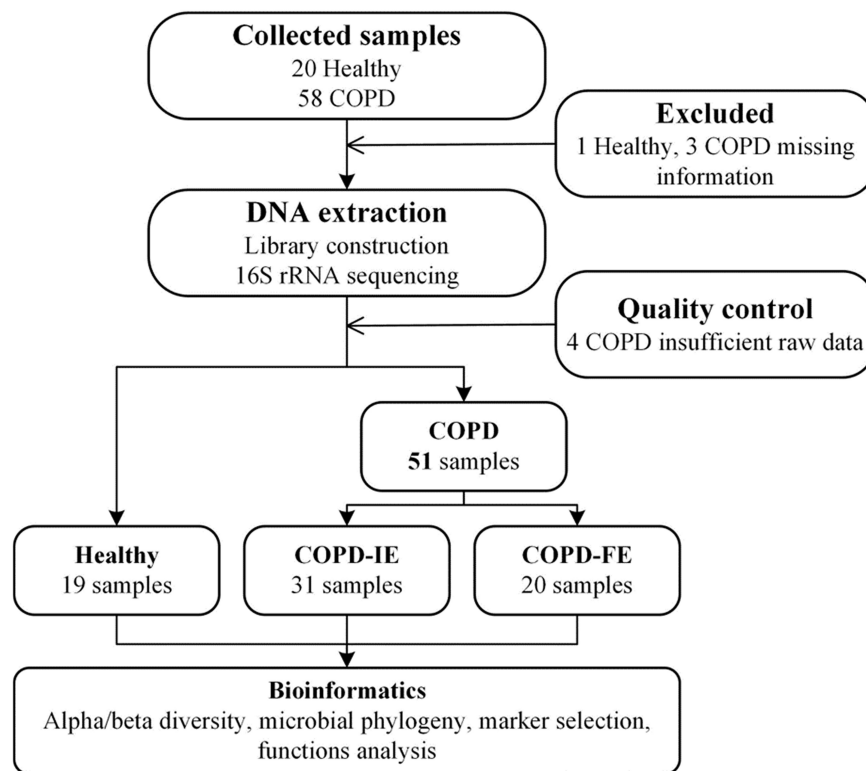 Collected samples
20 Healthy
58 COPD
Excluded
1 Healthy, 3 COPD missing
information
DNA extraction
Library construction
16S rRNA sequencing
Quality control
4 COPD insufficient raw data
COPD
51 samples
Healthy
19 samples
COPD-IE
31 samples
COPD-FE
20 samples
Bioinformatics
Alpha/beta diversity, microbial phylogeny, marker selection,
functions analysis